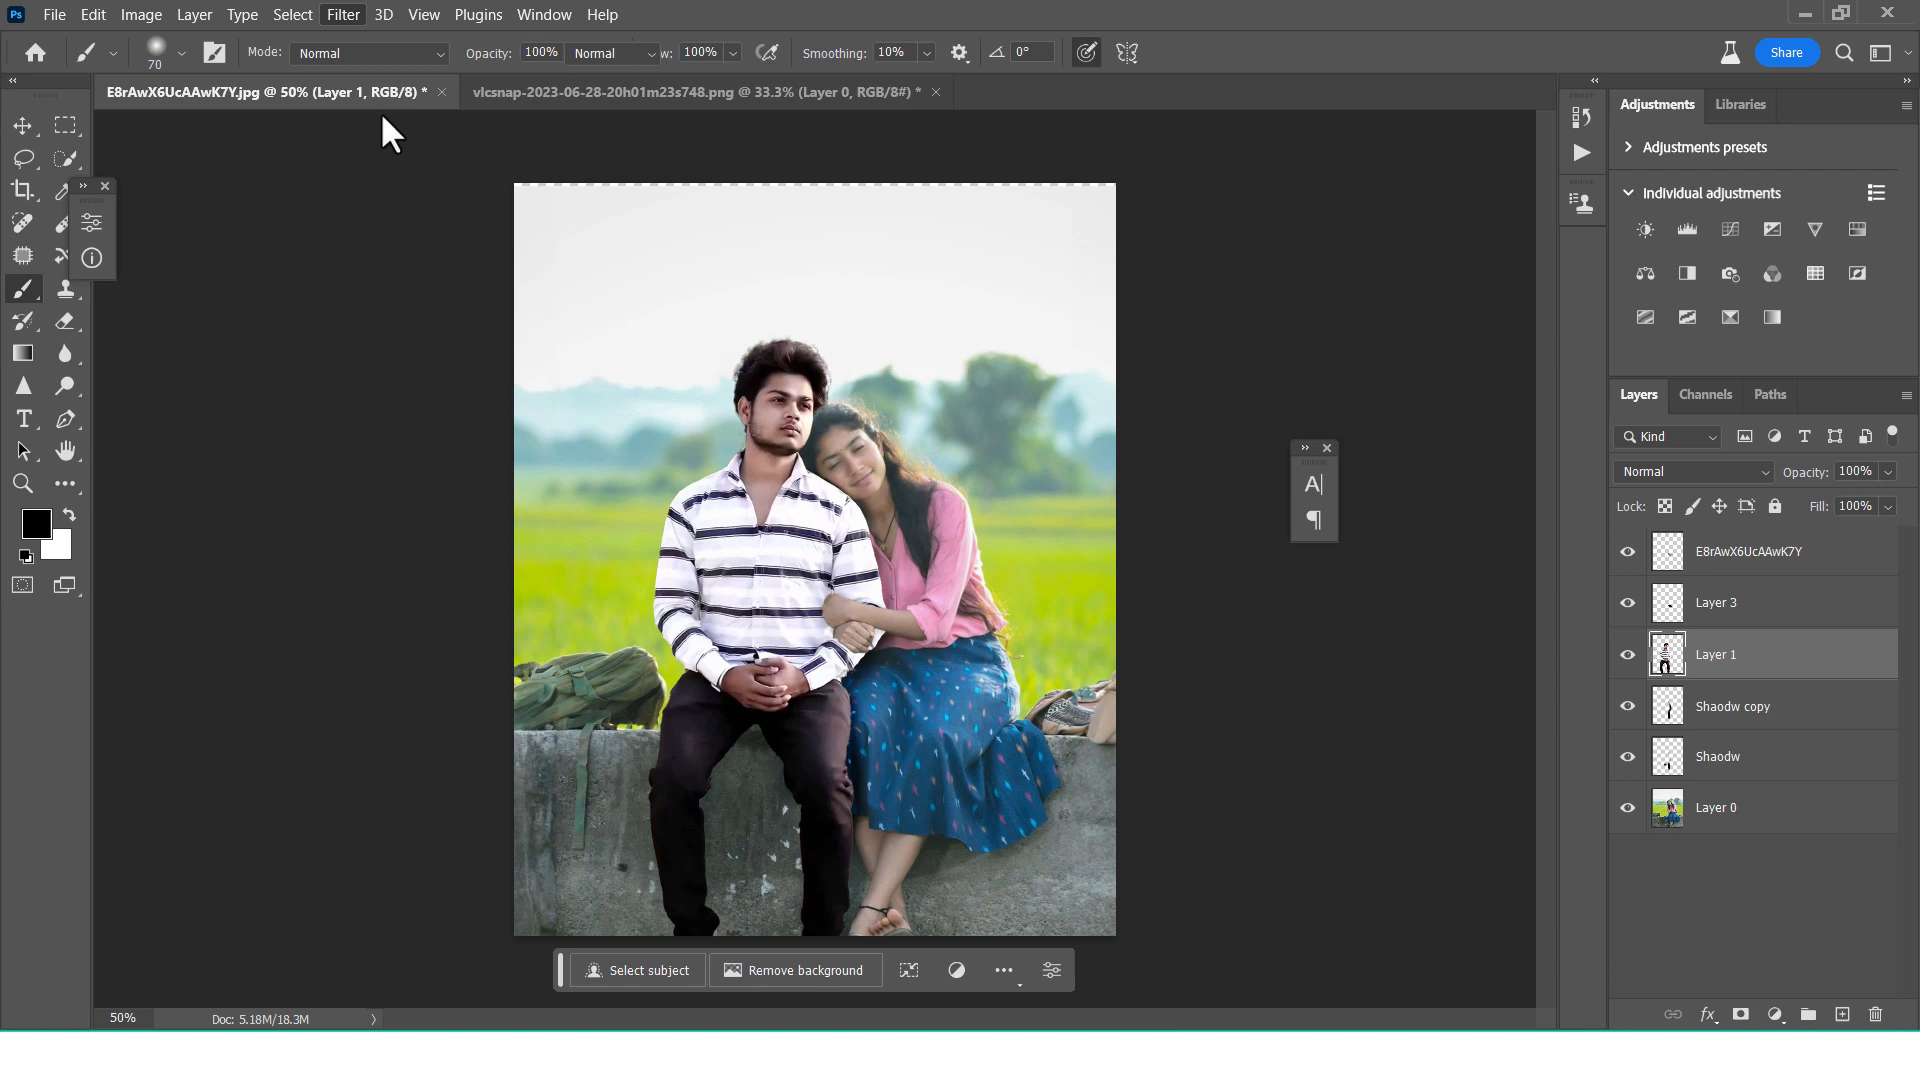 Ps File Edit Image Layer Type Select Filter 3D View Plugins Window Help
70 Mode: Normal Opacity: 100% Normal w: 100% Smoothing: 10% 0° Share
E8rAwX6UcAAwK7Y.jpg @ 50% (Layer 1, RGB/8) * vlcsnap-2023-06-28-20h01m23s748.png @ 33.3% (Layer 0, RGB/8#) *
Adjustments Libraries
Adjustments presets
Individual adjustments
Layers Channels Paths
Kind
Normal Opacity: 100%
Lock: Fill: 100%
E8rAwX6UcAAwK7Y
Layer 3
Layer 1
Shaodw copy
Shaodw
Layer 0
Select subject Remove background
50% Doc: 5.18M/18.3M